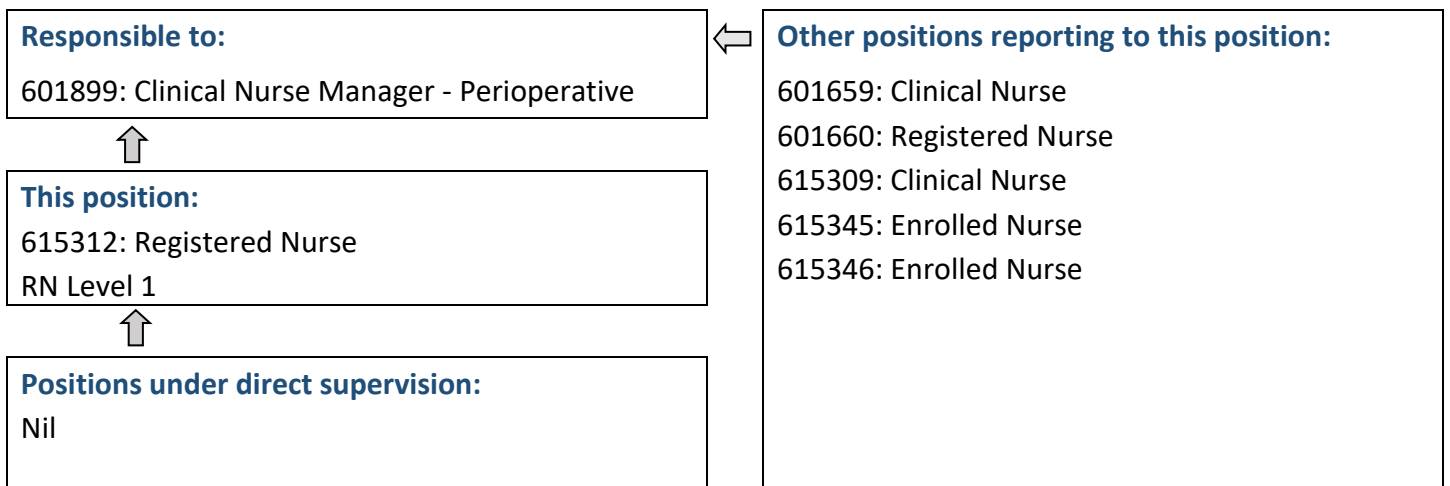 Responsible to:
601899: Clinical Nurse Manager - Perioperative
This position:
615312: Registered Nurse
RN Level 1
Positions under direct supervision:
Nil
Other positions reporting to this position:
601659: Clinical Nurse
601660: Registered Nurse
615309: Clinical Nurse
615345: Enrolled Nurse
615346: Enrolled Nurse